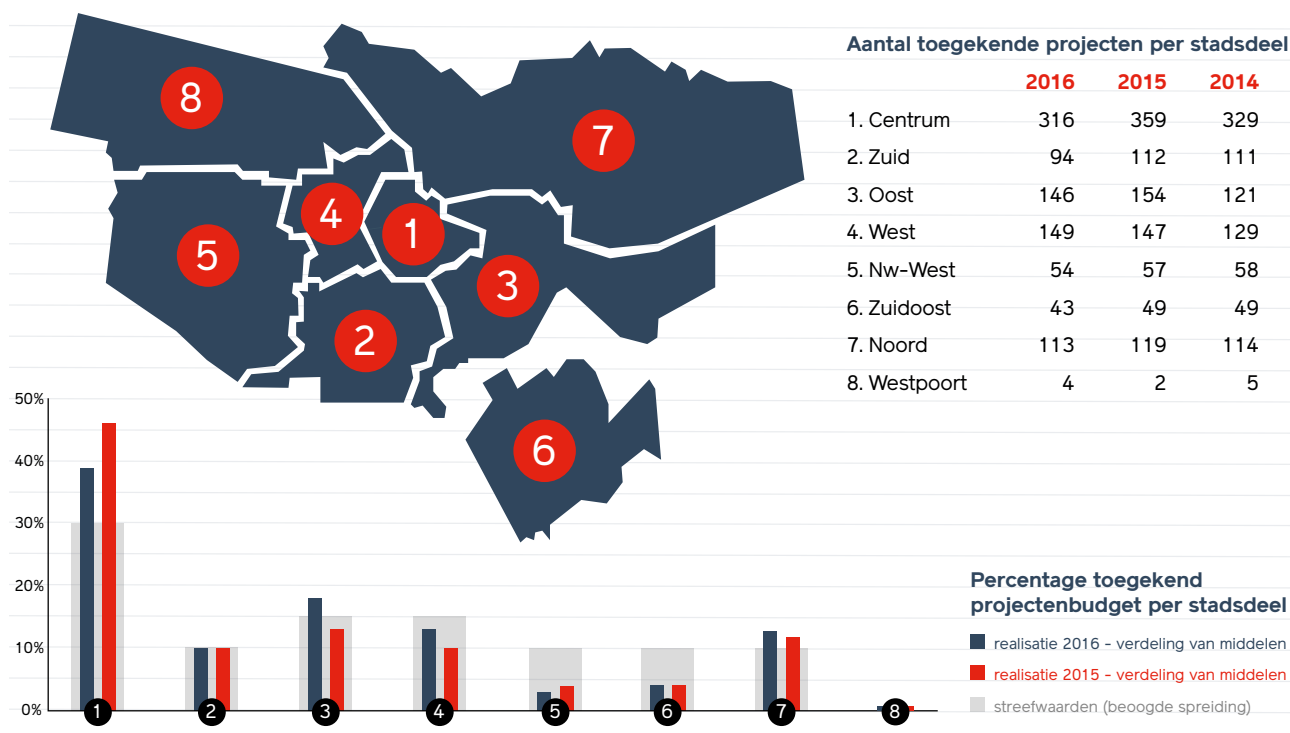 8
7
4
1
5
3
2
6
Aantal toegekende projecten per stadsdeel
2016 2015 2014
1. Centrum 316 359 329
2. Zuid 94 112 111
3. Oost 146 154 121
4. West 149 147 129
5. Nw-West 54 57 58
6. Zuidoost 43 49 49
7. Noord 113 119 114
8. Westpoort 4 2 5
50%
40%
30%
20%
10%
0%
1 2 3 4 5 6 7 8
Percentage toegekend
projectenbudget per stadsdeel
realisatie 2016 - verdeling van middelen
realisatie 2015 - verdeling van middelen
streefwaarden (beoogde spreiding)